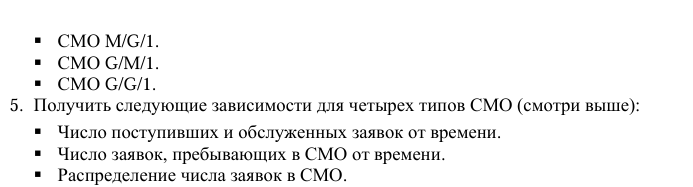 ▪ СМО M/G/1.
▪ СМО G/M/1.
▪ СМО G/G/1.
5. Получить следующие зависимости для четырех типов СМО (смотри выше):
▪ Число поступивших и обслуженных заявок от времени.
▪ Число заявок, пребывающих в СМО от времени.
▪ Распределение числа заявок в СМО.